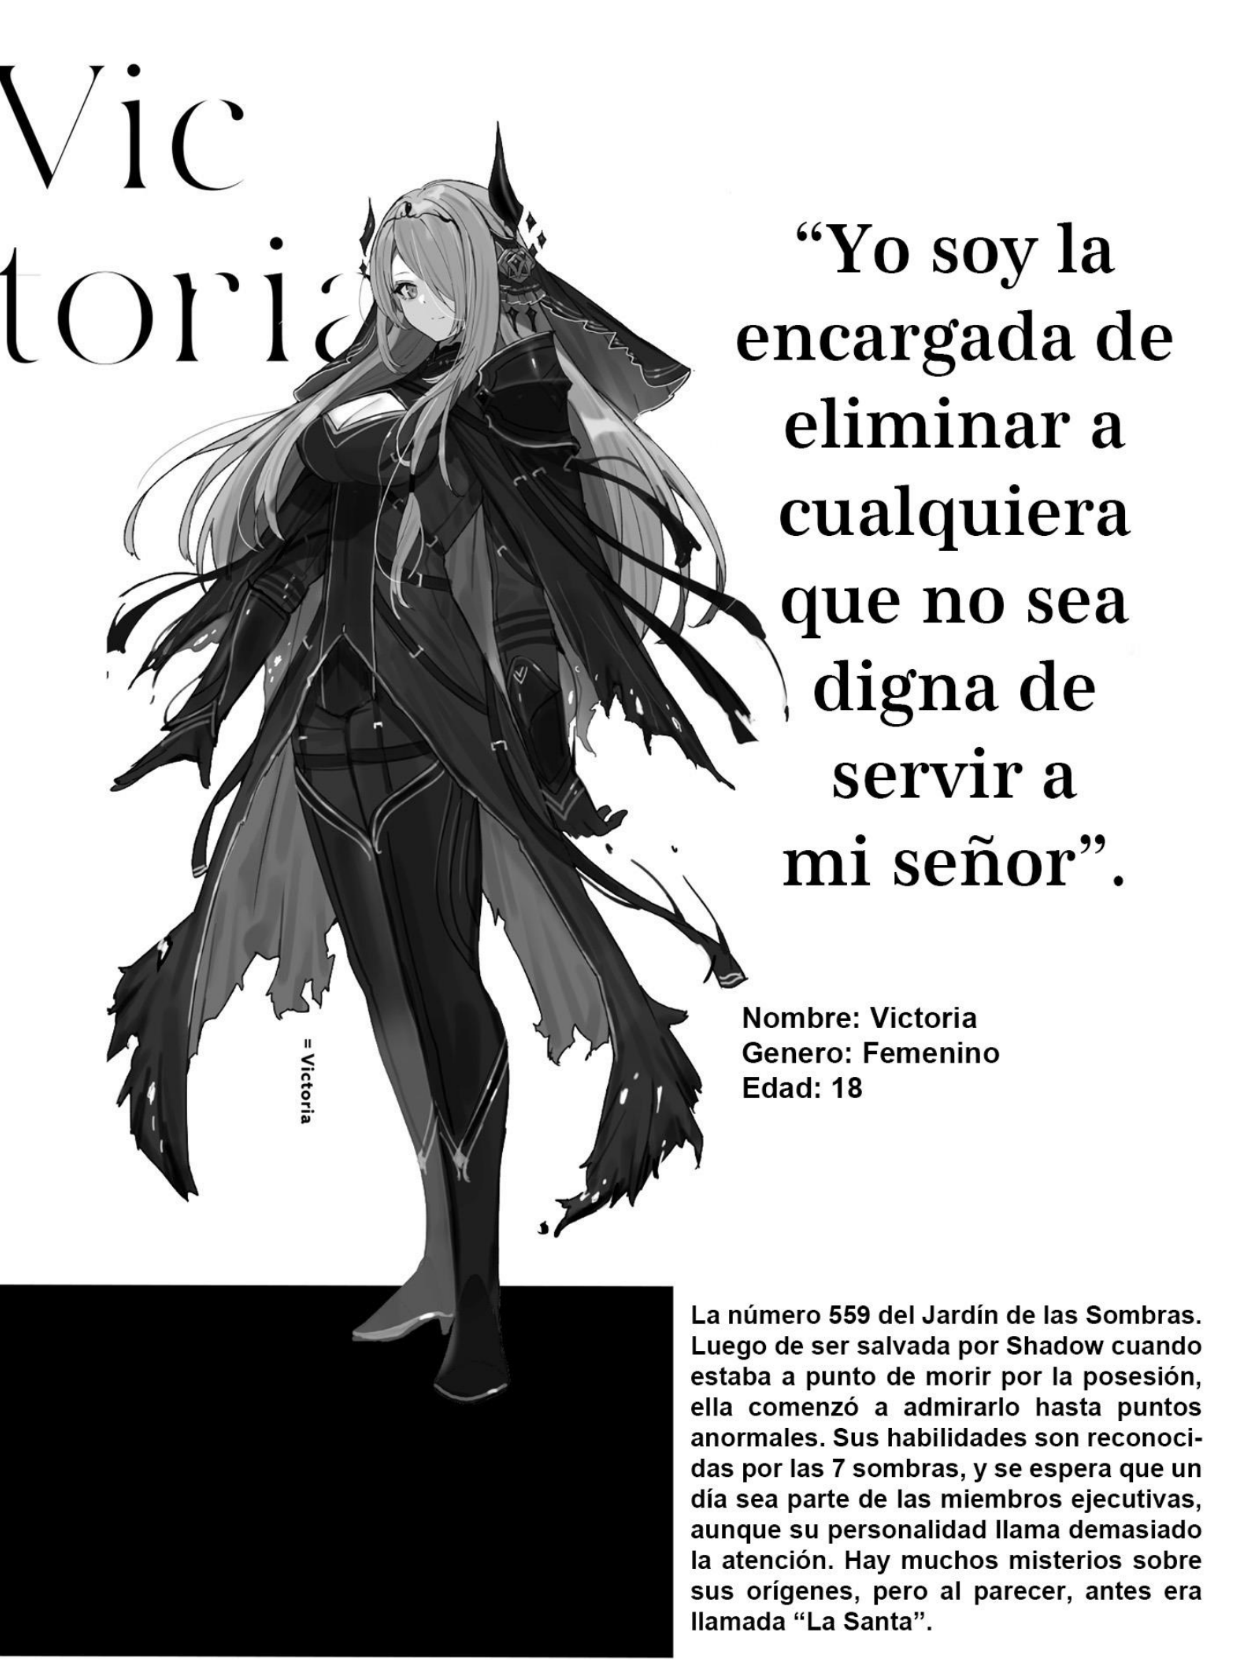 Vic
toria
“Yo soy la
encargada de
eliminar a
cualquiera
que no sea
digna de
servir a
mi señor”.
Nombre: Victoria
Genero: Femenino
Edad: 18
= Victoria
La número 559 del Jardín de las Sombras.
Luego de ser salvada por Shadow cuando
estaba a punto de morir por la posesión,
ella comenzó a admirarlo hasta puntos
anormales. Sus habilidades son reconoci-
das por las 7 sombras, y se espera que un
día sea parte de las miembros ejecutivas,
aunque su personalidad llama demasiado
la atención. Hay muchos misterios sobre
sus orígenes, pero al parecer, antes era
llamada “La Santa”.